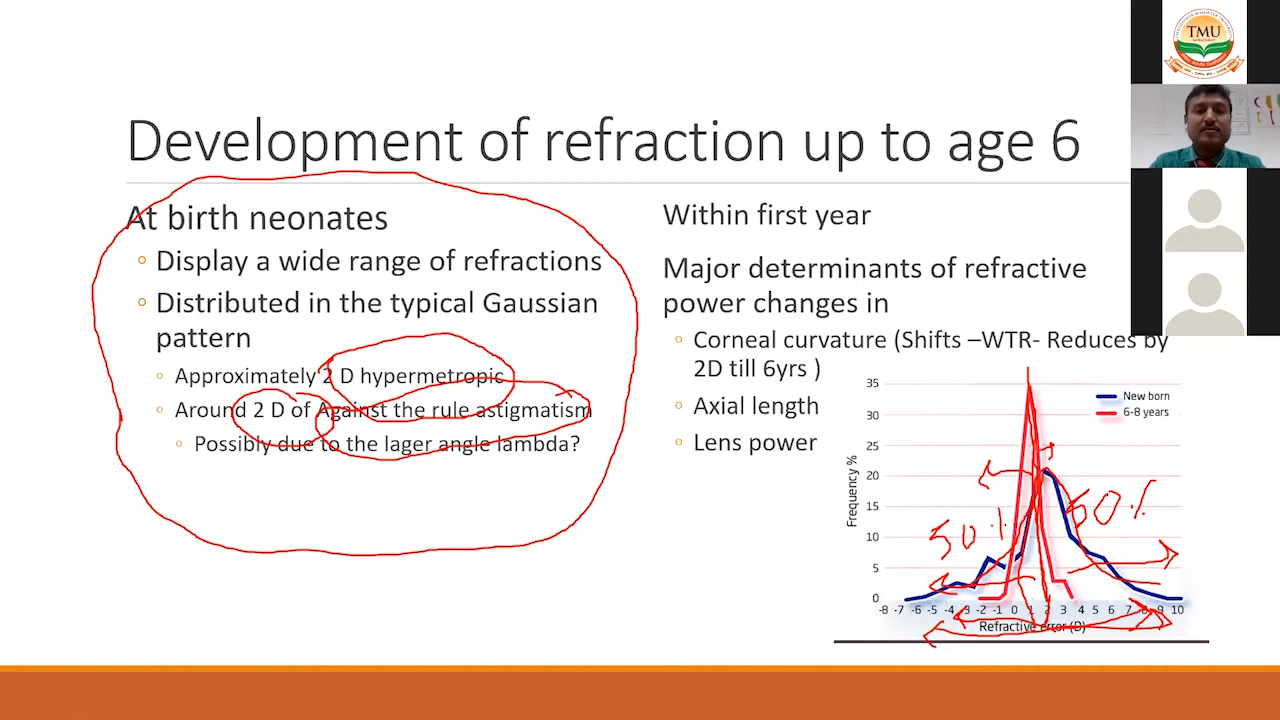 TMU
Development of refraction up to age 6
At birth neonates
Display a wide range of refractions
Distributed in the typical Gaussian
pattern
Approximately 2 D hypermetropic
Around 2 D of Against the rule astigmatism
Possibly due to the lager angle lambda?
Within first year
Major determinants of refractive
power changes in
Corneal curvature (Shifts –WTR- Reduces by
2D till 6yrs )
Axial length
Lens power
35
30
25
20
15
10
5
0
Frequency %
New born
6-8 years
50 %
50 %
-8 -7 -6 -5 -4 -3 -2 -1 0 1 2 3 4 5 6 7 8 9 10
Refractive error (D)